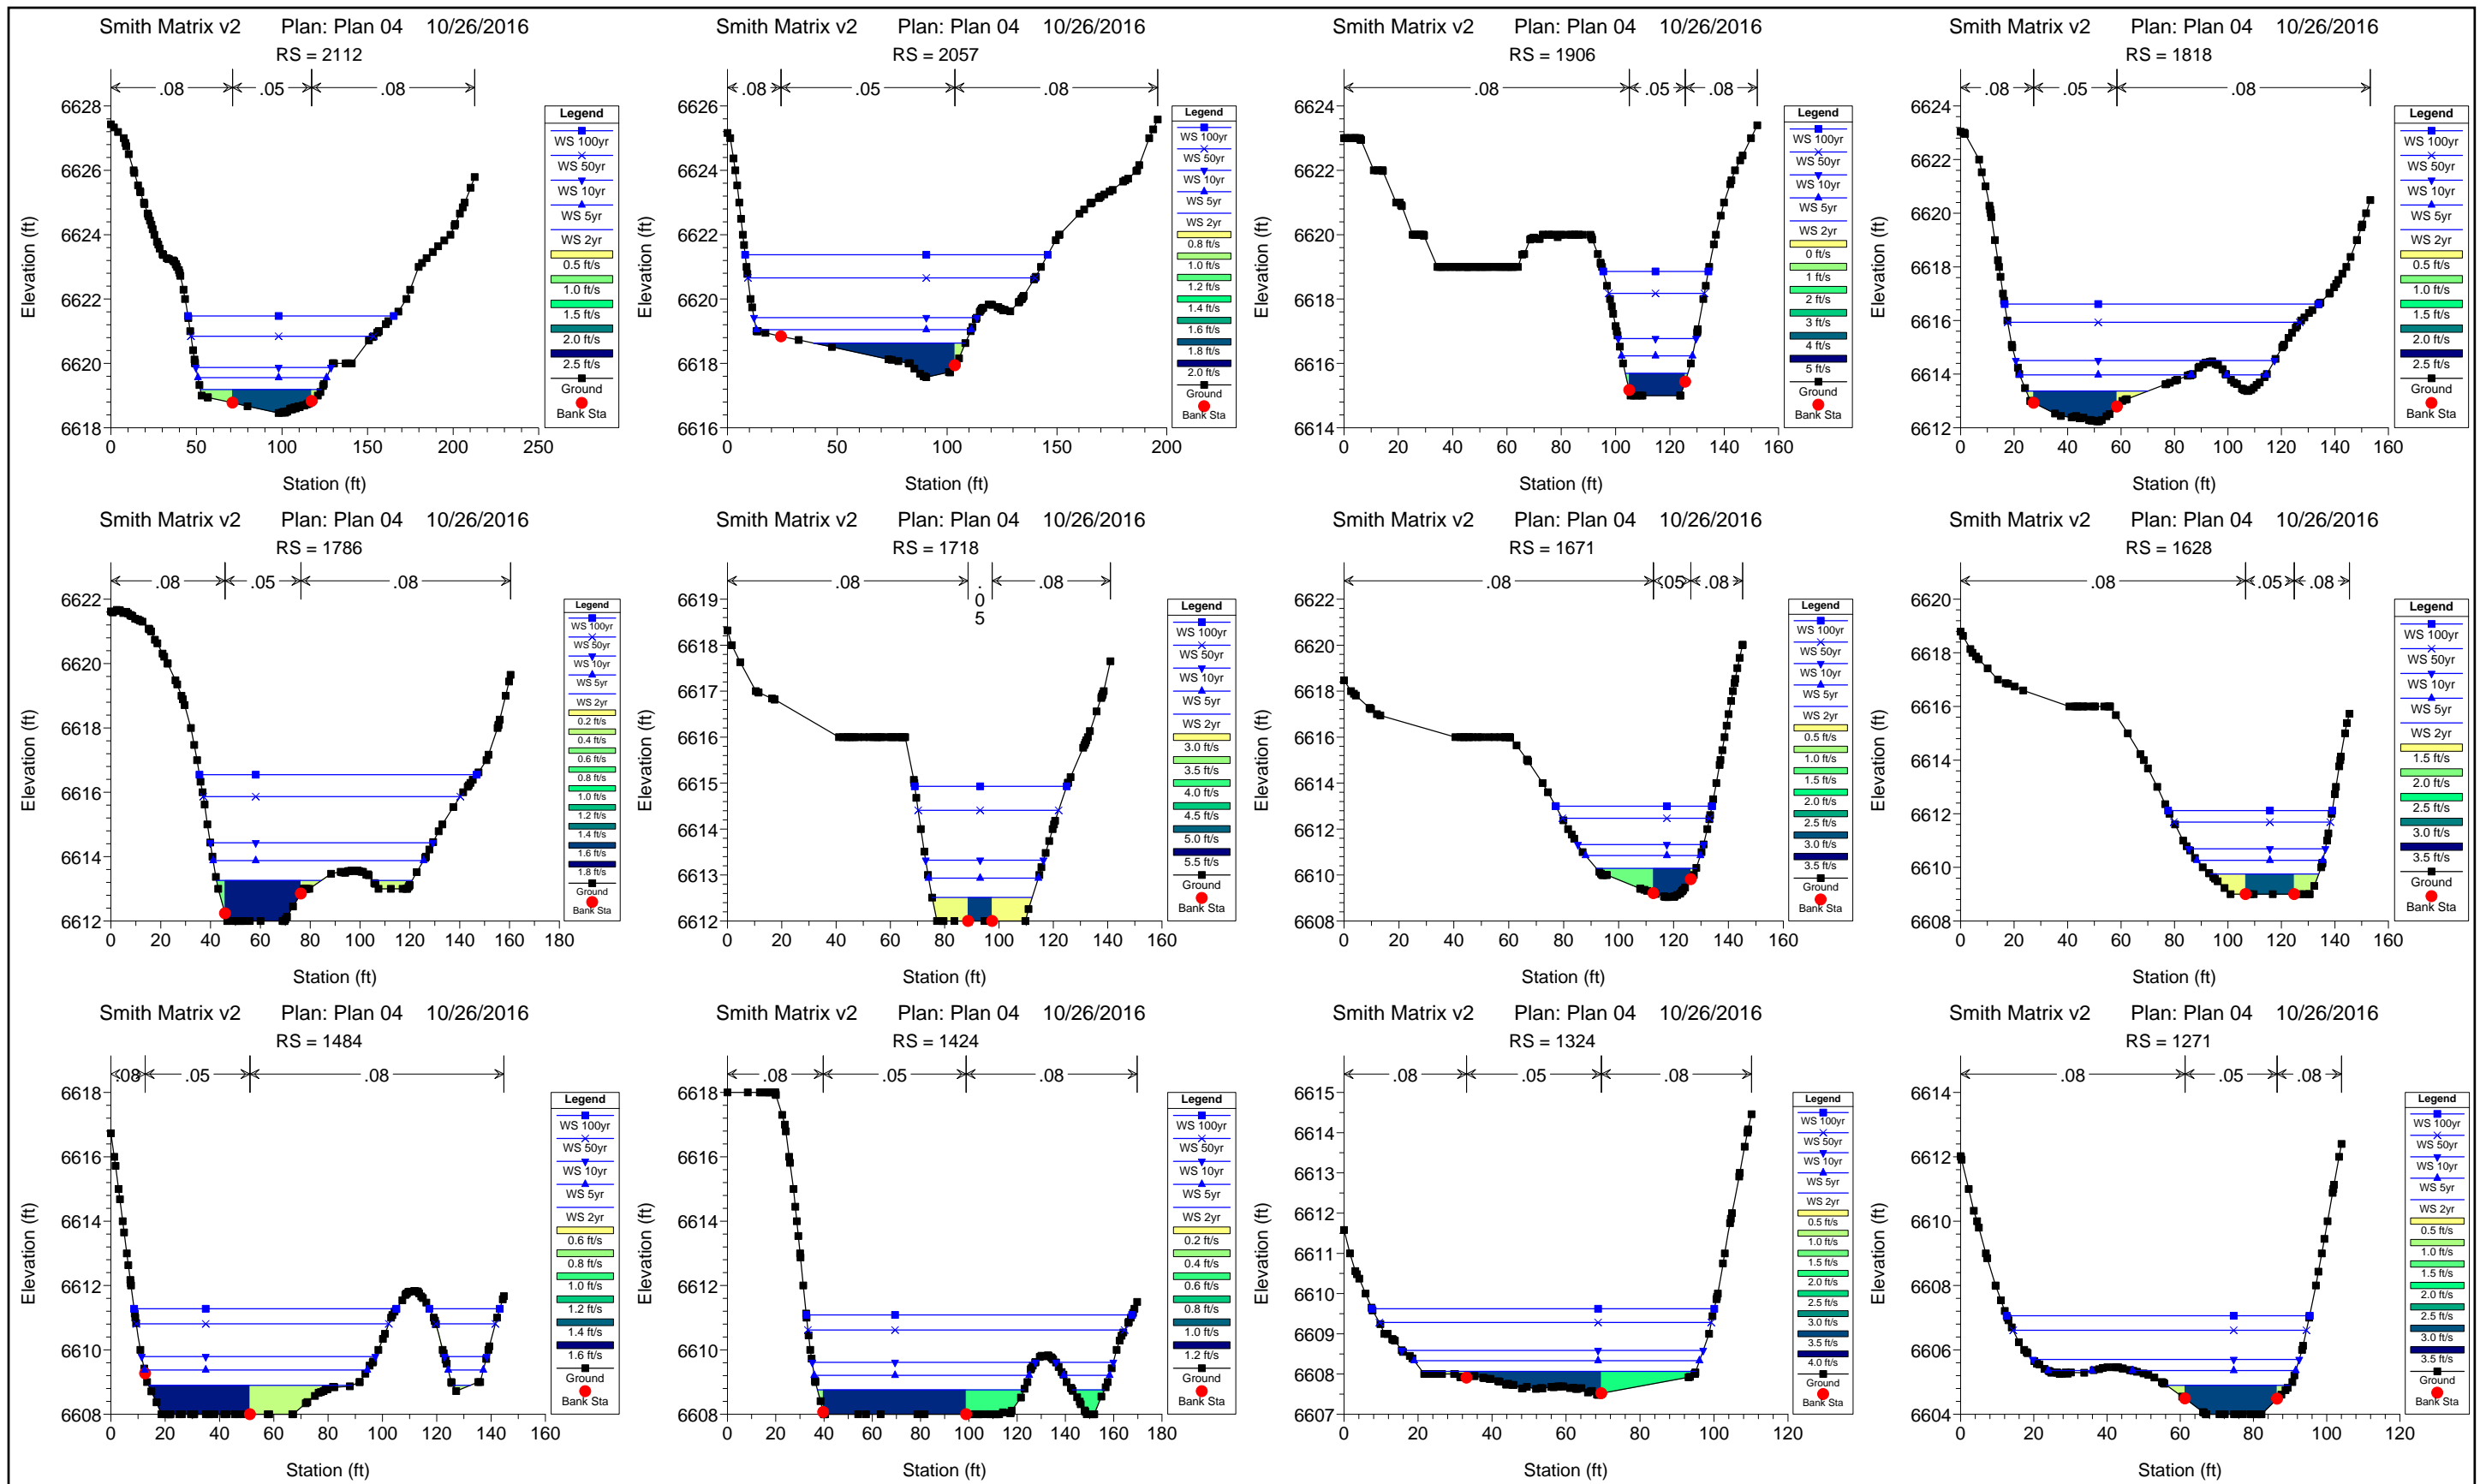 Smith Matrix v2 Plan: Plan 04 10/26/2016
RS = 2112
.08 .05 .08
6628
6626
6624
6622
6620
6618
Elevation (ft)
0 50 100 150 200 250
Station (ft)
Legend
WS 100yr
WS 50yr
WS 10yr
WS 5yr
WS 2yr
0.5 ft/s
1.0 ft/s
1.5 ft/s
2.0 ft/s
2.5 ft/s
Ground
Bank Sta
Smith Matrix v2 Plan: Plan 04 10/26/2016
RS = 2057
.08 .05 .08
6626
6624
6622
6620
6618
6616
Elevation (ft)
0 50 100 150 200
Station (ft)
Legend
WS 100yr
WS 50yr
WS 10yr
WS 5yr
WS 2yr
0.8 ft/s
1.0 ft/s
1.2 ft/s
1.4 ft/s
1.6 ft/s
1.8 ft/s
2.0 ft/s
Ground
Bank Sta
Smith Matrix v2 Plan: Plan 04 10/26/2016
RS = 1906
.08 .05 .08
6624
6622
6620
6618
6616
6614
Elevation (ft)
0 20 40 60 80 100 120 140 160
Station (ft)
Legend
WS 100yr
WS 50yr
WS 10yr
WS 5yr
WS 2yr
0 ft/s
1 ft/s
2 ft/s
3 ft/s
4 ft/s
5 ft/s
Ground
Bank Sta
Smith Matrix v2 Plan: Plan 04 10/26/2016
RS = 1818
.08 .05 .08
6624
6622
6620
6618
6616
6614
6612
Elevation (ft)
0 20 40 60 80 100 120 140 160
Station (ft)
Legend
WS 100yr
WS 50yr
WS 10yr
WS 5yr
WS 2yr
0.5 ft/s
1.0 ft/s
1.5 ft/s
2.0 ft/s
2.5 ft/s
Ground
Bank Sta
Smith Matrix v2 Plan: Plan 04 10/26/2016
RS = 1786
.08 .05 .08
6622
6620
6618
6616
6614
6612
Elevation (ft)
0 20 40 60 80 100 120 140 160 180
Station (ft)
Legend
WS 100yr
WS 50yr
WS 10yr
WS 5yr
WS 2yr
0.2 ft/s
0.4 ft/s
0.6 ft/s
0.8 ft/s
1.0 ft/s
1.2 ft/s
1.4 ft/s
1.6 ft/s
1.8 ft/s
Ground
Bank Sta
Smith Matrix v2 Plan: Plan 04 10/26/2016
RS = 1718
.08 .05 .08
6619
6618
6617
6616
6615
6614
6613
6612
Elevation (ft)
0 20 40 60 80 100 120 140 160
Station (ft)
Legend
WS 100yr
WS 50yr
WS 10yr
WS 5yr
WS 2yr
3.0 ft/s
3.5 ft/s
4.0 ft/s
4.5 ft/s
5.0 ft/s
5.5 ft/s
Ground
Bank Sta
Smith Matrix v2 Plan: Plan 04 10/26/2016
RS = 1671
.08 .05 .08
6622
6620
6618
6616
6614
6612
6610
6608
Elevation (ft)
0 20 40 60 80 100 120 140 160
Station (ft)
Legend
WS 100yr
WS 50yr
WS 10yr
WS 5yr
WS 2yr
0.5 ft/s
1.0 ft/s
1.5 ft/s
2.0 ft/s
2.5 ft/s
3.0 ft/s
3.5 ft/s
Ground
Bank Sta
Smith Matrix v2 Plan: Plan 04 10/26/2016
RS = 1628
.08 .05 .08
6620
6618
6616
6614
6612
6610
6608
Elevation (ft)
0 20 40 60 80 100 120 140 160
Station (ft)
Legend
WS 100yr
WS 50yr
WS 10yr
WS 5yr
WS 2yr
1.5 ft/s
2.0 ft/s
2.5 ft/s
3.0 ft/s
3.5 ft/s
Ground
Bank Sta
Smith Matrix v2 Plan: Plan 04 10/26/2016
RS = 1484
.08 .05 .08
6618
6616
6614
6612
6610
6608
Elevation (ft)
0 20 40 60 80 100 120 140 160
Station (ft)
Legend
WS 100yr
WS 50yr
WS 10yr
WS 5yr
WS 2yr
0.6 ft/s
0.8 ft/s
1.0 ft/s
1.2 ft/s
1.4 ft/s
1.6 ft/s
Ground
Bank Sta
Smith Matrix v2 Plan: Plan 04 10/26/2016
RS = 1424
.08 .05 .08
6618
6616
6614
6612
6610
6608
Elevation (ft)
0 20 40 60 80 100 120 140 160 180
Station (ft)
Legend
WS 100yr
WS 50yr
WS 10yr
WS 5yr
WS 2yr
0.2 ft/s
0.4 ft/s
0.6 ft/s
0.8 ft/s
1.0 ft/s
1.2 ft/s
Ground
Bank Sta
Smith Matrix v2 Plan: Plan 04 10/26/2016
RS = 1324
.08 .05 .08
6615
6614
6613
6612
6611
6610
6609
6608
6607
Elevation (ft)
0 20 40 60 80 100 120
Station (ft)
Legend
WS 100yr
WS 50yr
WS 10yr
WS 5yr
WS 2yr
0.5 ft/s
1.0 ft/s
1.5 ft/s
2.0 ft/s
2.5 ft/s
3.0 ft/s
3.5 ft/s
4.0 ft/s
Ground
Bank Sta
Smith Matrix v2 Plan: Plan 04 10/26/2016
RS = 1271
.08 .05 .08
6614
6612
6610
6608
6606
6604
Elevation (ft)
0 20 40 60 80 100 120
Station (ft)
Legend
WS 100yr
WS 50yr
WS 10yr
WS 5yr
WS 2yr
0.5 ft/s
1.0 ft/s
1.5 ft/s
2.0 ft/s
2.5 ft/s
3.0 ft/s
3.5 ft/s
Ground
Bank Sta